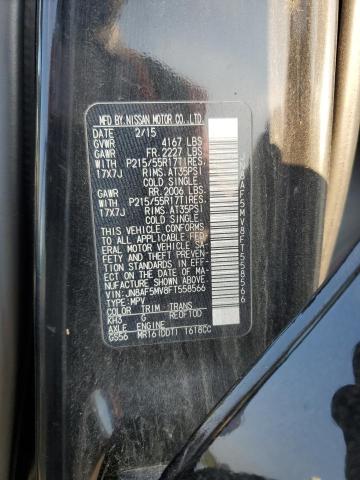 MFD. BY NISSAN MOTOR CO., LTD.
DATE 2/15
GVWR 4167 LBS
GAWR FR. 2227 LBS
WITH P215/55R17TIRES,
17X7J RIMS, AT35PSI
COLD SINGLE
GAWR RR. 2006 LBS.
WITH P215/55R17TIRES,
17X7J RIMS, AT35PSI
COLD SINGLE
THIS VEHICLE CONFORMS
TO ALL APPLICABLE FED-
ERAL MOTOR VEHICLE SA-
FETY AND THEFT PREVEN-
TION STANDARDS IN EFF-
ECT ON THE DATE OF MA-
NUFACTURE SHOWN ABOVE.
VIN: JN8AF5MV8FT558566
TYPE: MPV
COLOR TRIM TRANS
KH3 G RE0F10D
AXLE ENGINE
GS56 MR16(DDT) 1618CC
JN8AF5MV8FT558566